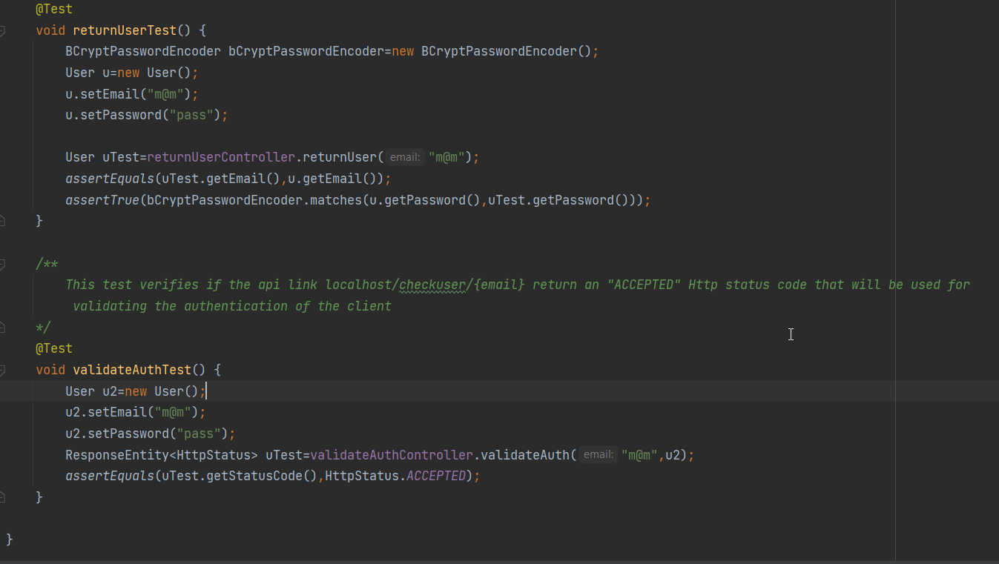 @Test
void returnUserTest() {
BCryptPasswordEncoder bCryptPasswordEncoder=new BCryptPasswordEncoder();
User u=new User();
u.setEmail("m@m");
u.setPassword("pass");
User uTest=returnUserController.returnUser( email: "m@m");
assertEquals(uTest.getEmail(),u.getEmail());
assertTrue(bCryptPasswordEncoder.matches(u.getPassword(),uTest.getPassword()));
}
/**
This test verifies if the api link localhost/checkuser/{email} return an "ACCEPTED" Http status code that will be used for
validating the authentication of the client
*/
@Test
void validateAuthTest() {
User u2=new User();
u2.setEmail("m@m");
u2.setPassword("pass");
ResponseEntity<HttpStatus> uTest=validateAuthController.validateAuth( email: "m@m",u2);
assertEquals(uTest.getStatusCode(),HttpStatus.ACCEPTED);
}
}